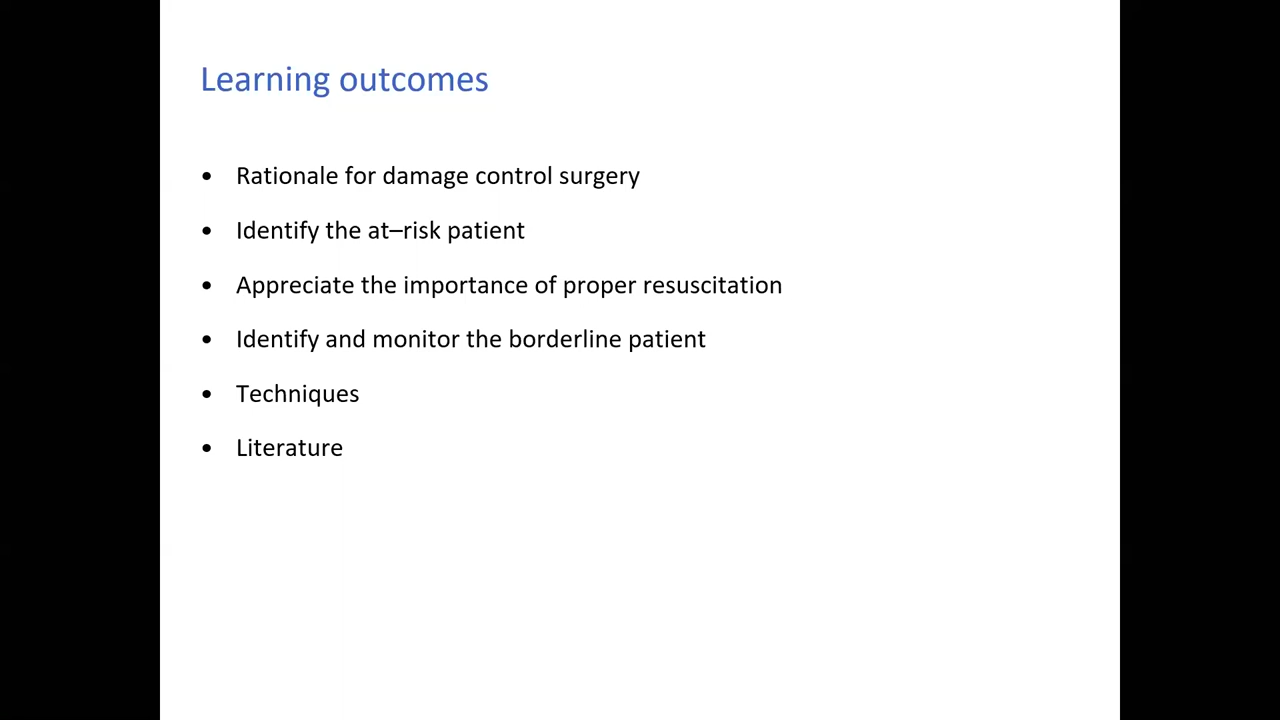 Learning outcomes
• Rationale for damage control surgery
• Identify the at–risk patient
• Appreciate the importance of proper resuscitation
• Identify and monitor the borderline patient
• Techniques
• Literature